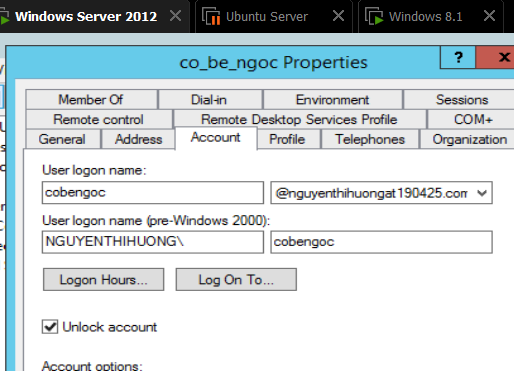 Windows Server 2012 Ubuntu Server Windows 8.1
co_be_ngoc Properties
Member Of Dial-in Environment Sessions
Remote control Remote Desktop Services Profile COM+
General Address Account Profile Telephones Organization
User logon name:
cobengoc @nguyenthihuongat190425.com
User logon name (pre-Windows 2000):
NGUYENTHIHUONG\ cobengoc
Logon Hours... Log On To...
Unlock account
Account options: